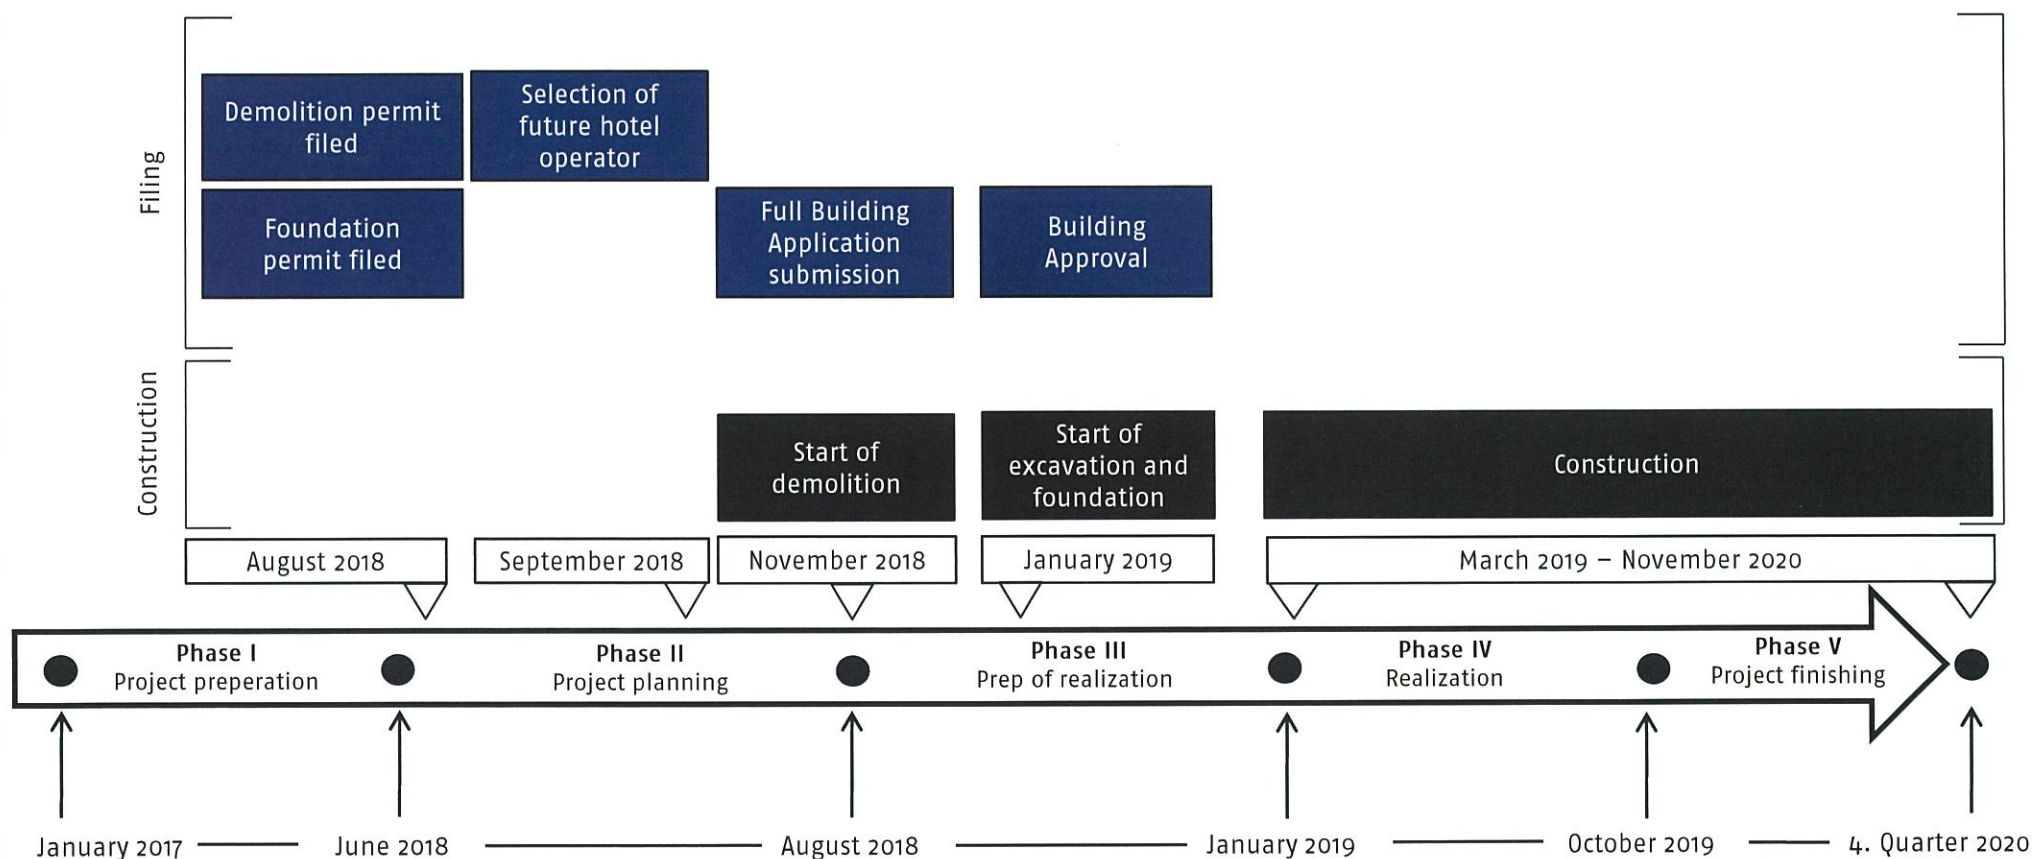 Filing
Demolition permit
filed
Selection of
future hotel
operator
Foundation
permit filed
Full Building
Application
submission
Building
Approval
Construction
Start of
demolition
Start of
excavation and
foundation
Construction
August 2018
September 2018
November 2018
January 2019
March 2019 – November 2020
Phase I
Project preparation
Phase II
Project planning
Phase III
Prep of realization
Phase IV
Realization
Phase V
Project finishing
January 2017
June 2018
August 2018
January 2019
October 2019
4. Quarter 2020